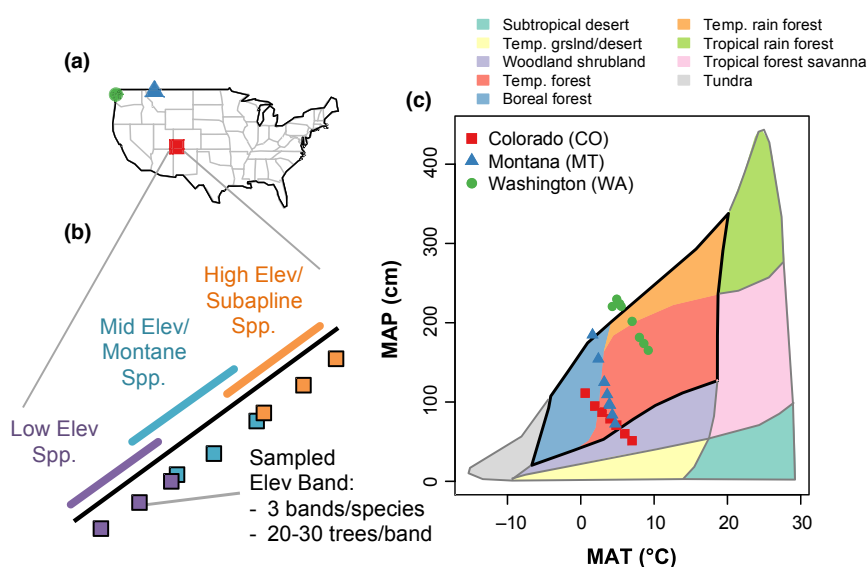 Subtropical desert
Temp. grslnd/desert
Woodland shrubland
Temp. forest
Boreal forest
Temp. rain forest
Tropical rain forest
Tropical forest savanna
Tundra
(a)
(b)
High Elev/
Subapline
Spp.
Mid Elev/
Montane
Spp.
Low Elev
Spp.
Sampled
Elev Band:
- 3 bands/species
- 20-30 trees/band
(c)
Colorado (CO)
Montana (MT)
Washington (WA)
MAP (cm)
400
300
200
100
0
−10
0
10
20
30
MAT (°C)